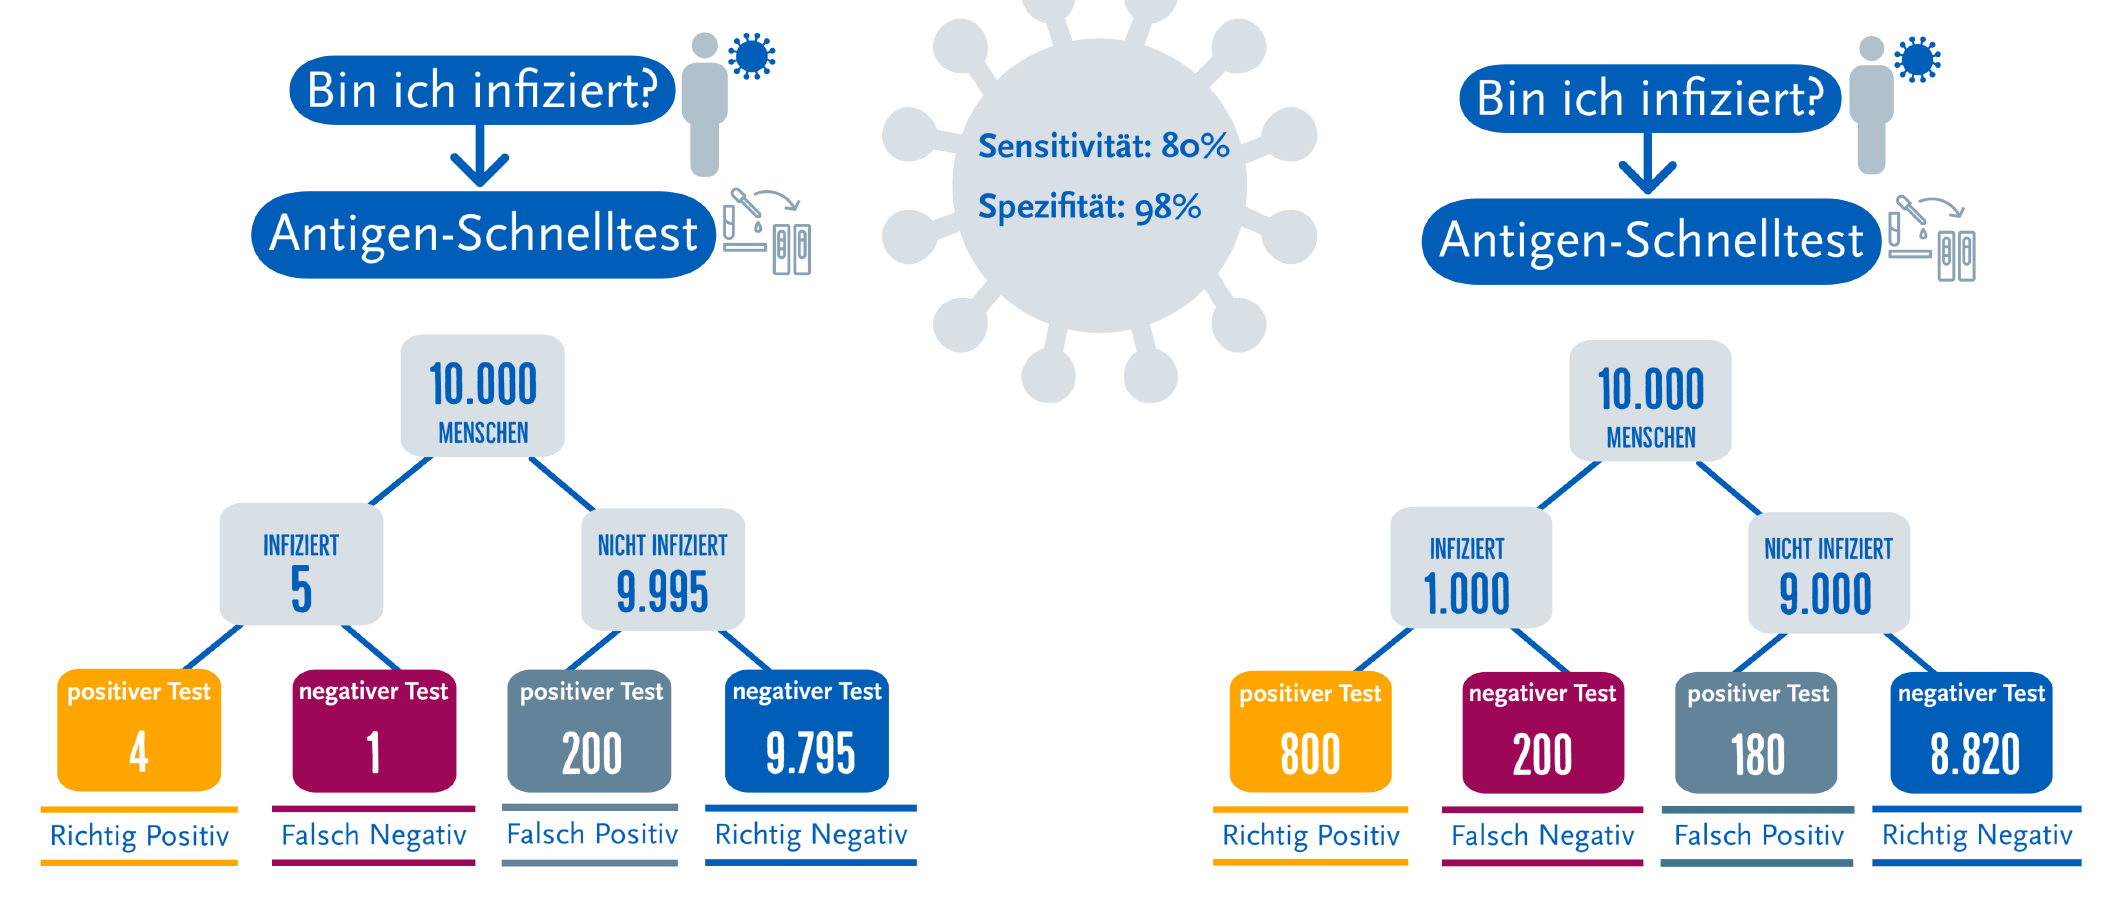 Bin ich infiziert?
Antigen-Schnelltest
10.000
MENSCHEN
INFIZIERT
5
NICHT INFIZIERT
9.995
positiver Test
4
Richtig Positiv
negativer Test
1
Falsch Negativ
positiver Test
200
Falsch Positiv
negativer Test
9.795
Richtig Negativ
Sensitivität: 80%
Spezifität: 98%
Bin ich infiziert?
Antigen-Schnelltest
10.000
MENSCHEN
INFIZIERT
1.000
NICHT INFIZIERT
9.000
positiver Test
800
Richtig Positiv
negativer Test
200
Falsch Negativ
positiver Test
180
Falsch Positiv
negativer Test
8.820
Richtig Negativ